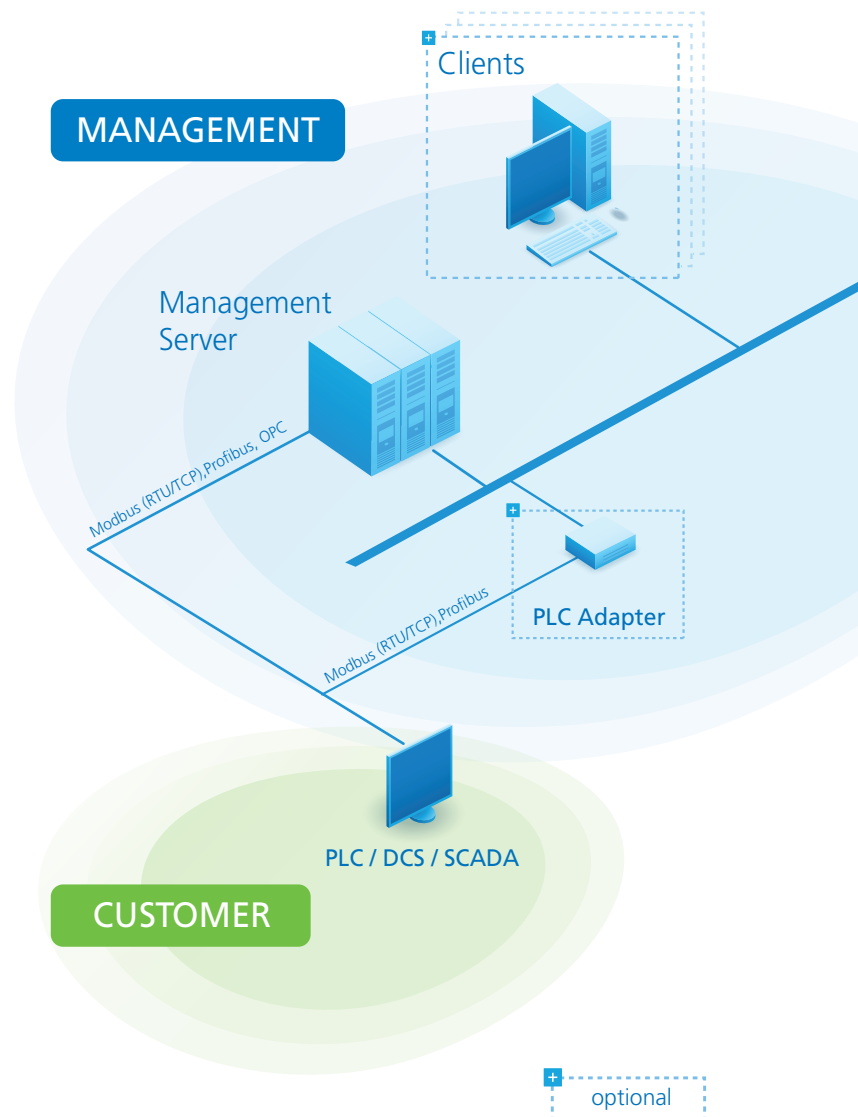 Clients
MANAGEMENT
Management
Server
Modbus (RTU/TCP),Profibus, OPC
PLC Adapter
Modbus (RTU/TCP),Profibus
PLC / DCS / SCADA
CUSTOMER
optional